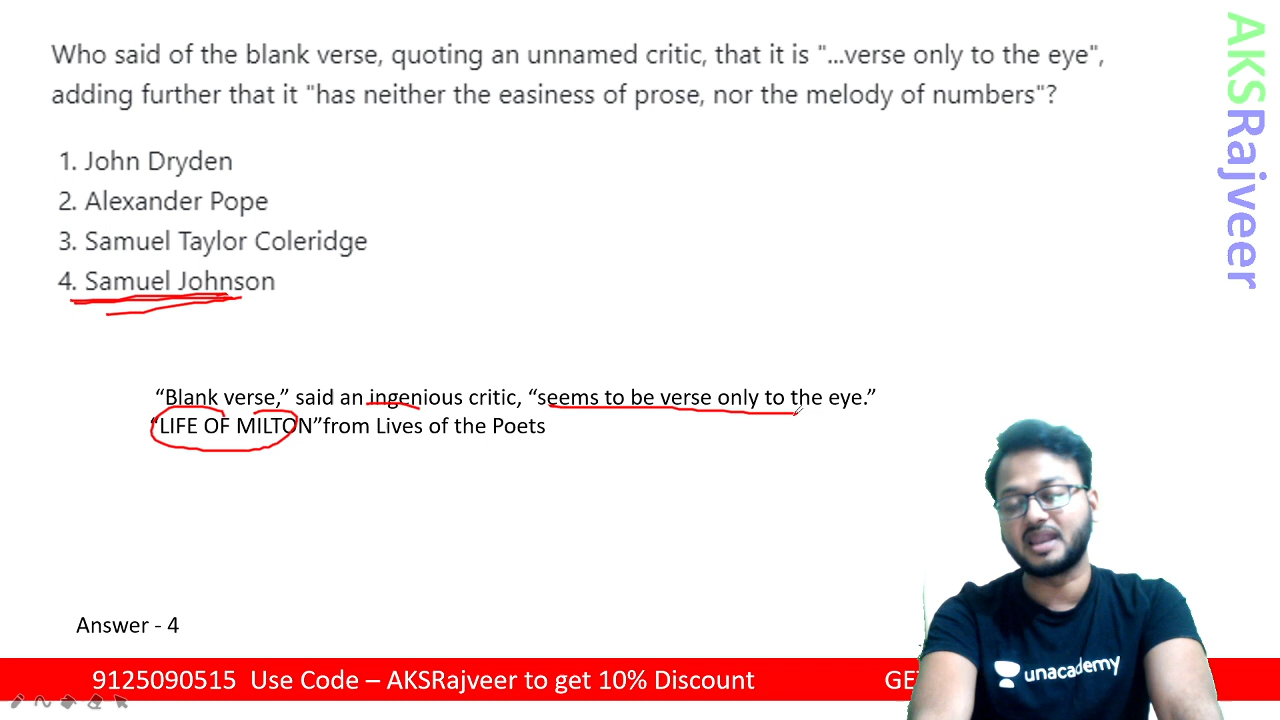 Who said of the blank verse, quoting an unnamed critic, that it is "...verse only to the eye",
adding further that it "has neither the easiness of prose, nor the melody of numbers"?
1. John Dryden
2. Alexander Pope
3. Samuel Taylor Coleridge
4. Samuel Johnson
“Blank verse,” said an ingenious critic, “seems to be verse only to the eye.”
“LIFE OF MILTON”from Lives of the Poets
Answer - 4
9125090515 Use Code – AKSRajveer to get 10% Discount
AKSRajveer
unacademy